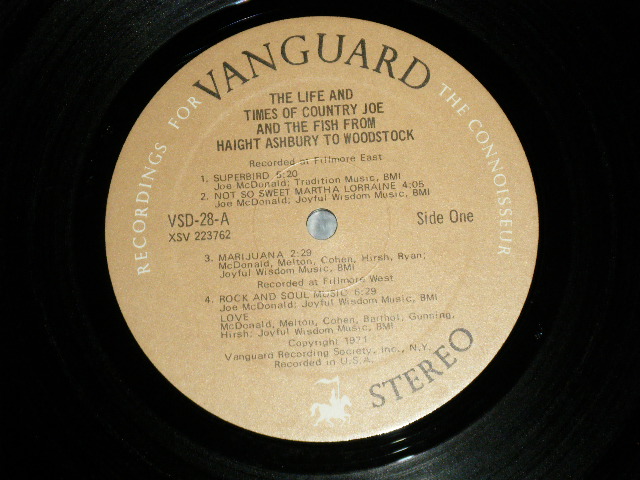 RECORDINGS FOR VANGUARD THE CONNOISSEUR
THE LIFE AND
TIMES OF COUNTRY JOE
AND THE FISH FROM
HAIGHT ASHBURY TO WOODSTOCK
Recorded at Fillmore East
1. SUPERBIRD 5:20
Joe McDonald; Tradition Music, BMI
2. NOT SO SWEET MARTHA LORRAINE 4:05
Joe McDonald; Joyful Wisdom Music, BMI
VSD-28-A
Side One
XSV 223762
3. MARIJUANA 2:29
McDonald, Melton, Cohen, Hirsh, Ryan;
Joyful Wisdom Music, BMI
Recorded at Fillmore West
4. ROCK AND SOUL MUSIC 6:29
Joe McDonald; Joyful Wisdom Music, BMI
LOVE
McDonald, Melton, Cohen, Barthol, Gunning,
Hirsh; Joyful Wisdom Music, BMI
Copyright 1971
Vanguard Recording Society, Inc., N.Y.
Recorded in U.S.A.
STEREO